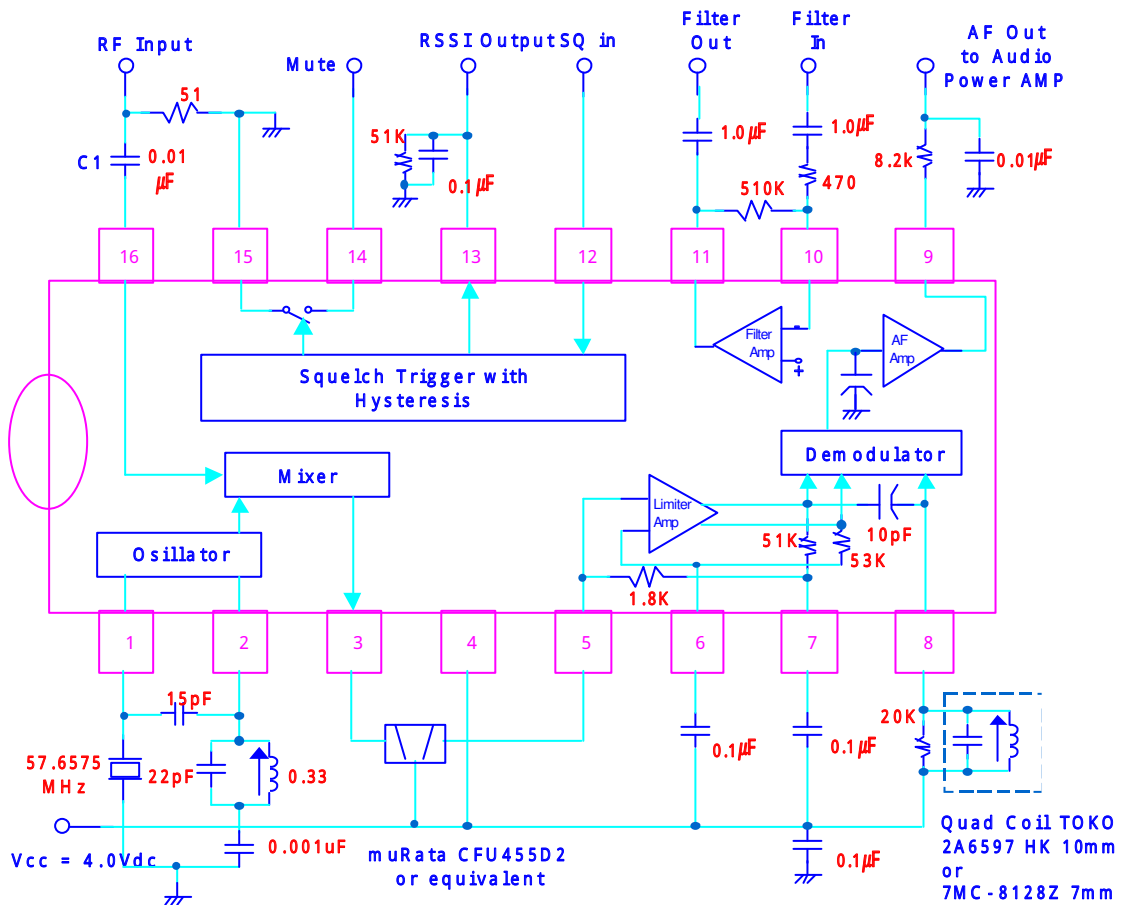 RF Input
Mute
RSSI Output
SQ in
Filter
Out
Filter
In
AF Out
to Audio
Power AMP
51
C1
0.01
µF
51K
0.1µF
1.0µF
1.0µF
470
510K
8.2k
0.01µF
16
15
14
13
12
11
10
9
Squelch Trigger with
Hysteresis
Filter
Amp
-
+
AF
Amp
Demodulator
Mixer
Osillator
Limiter
Amp
10pF
51K
53K
1.8K
1
2
3
4
5
6
7
8
15pF
57.6575
MHz
22pF
0.33
0.001uF
Vcc = 4.0Vdc
muRata CFU455D2
or equivalent
0.1µF
0.1µF
0.1µF
20K
Quad Coil TOKO
2A6597 HK 10mm
or
7MC-8128Z 7mm